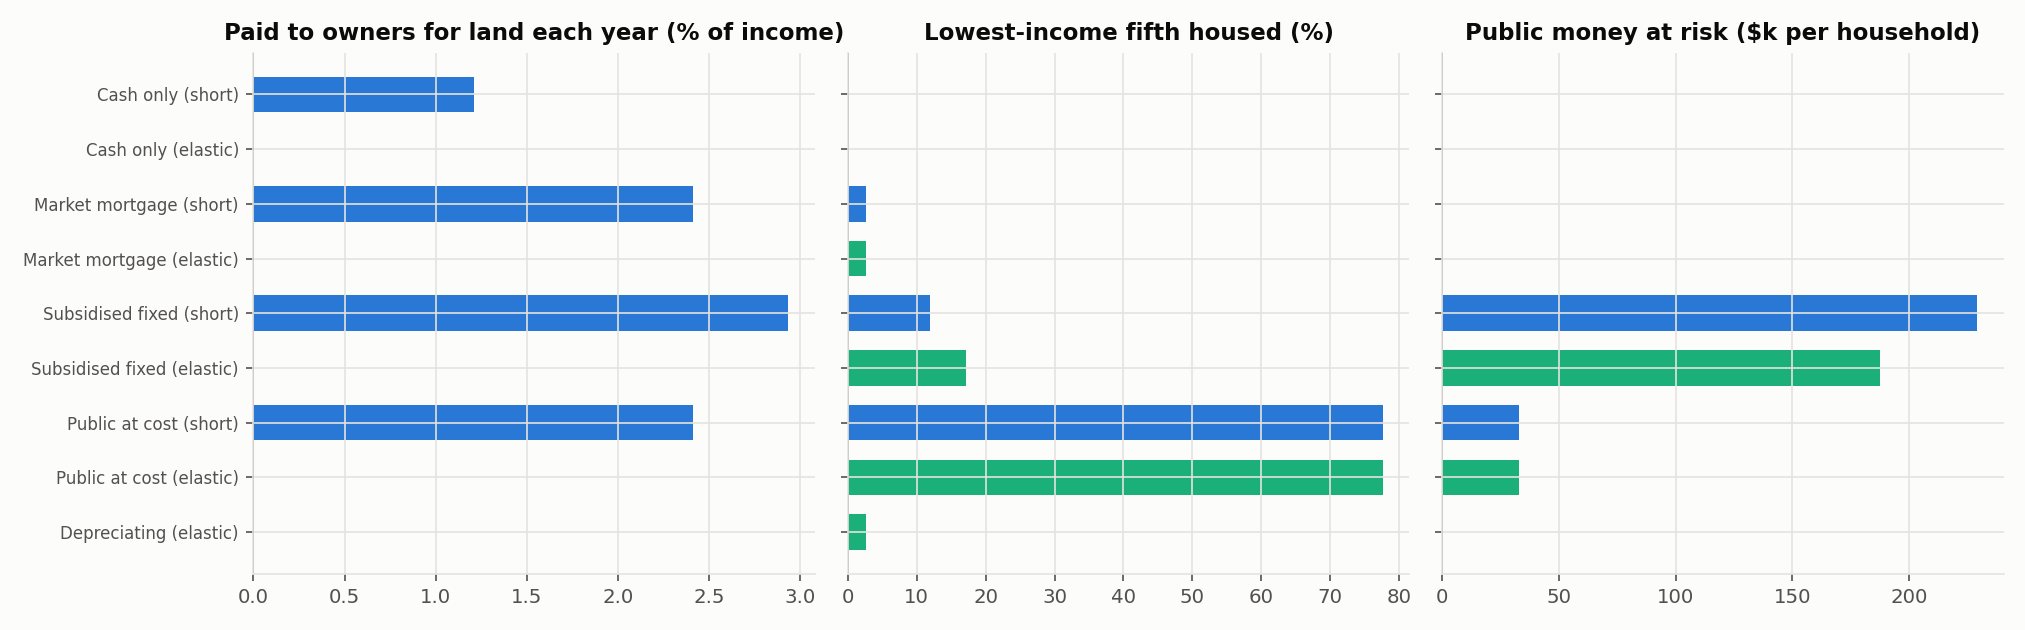 Paid to owners for land each year (% of income)
Lowest-income fifth housed (%)
Public money at risk ($k per household)
Cash only (short)
Cash only (elastic)
Market mortgage (short)
Market mortgage (elastic)
Subsidised fixed (short)
Subsidised fixed (elastic)
Public at cost (short)
Public at cost (elastic)
Depreciating (elastic)
0.0 0.5 1.0 1.5 2.0 2.5 3.0
0 10 20 30 40 50 60 70 80
0 50 100 150 200